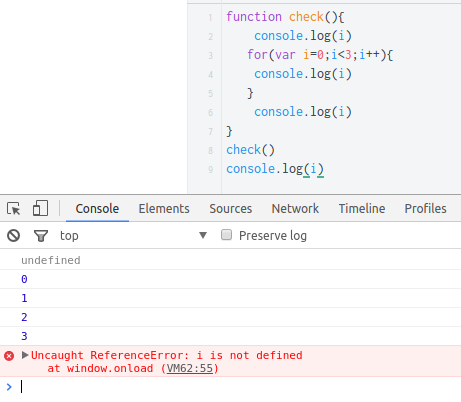 1 function check(){
2 console.log(i)
3 for(var i=0;i<3;i++){
4 console.log(i)
5 }
6 console.log(i)
7 }
8 check()
9 console.log(i)
Console Elements Sources Network Timeline Profiles
top Preserve log
undefined
0
1
2
3
Uncaught ReferenceError: i is not defined
at window.onload (VM62:55)
>